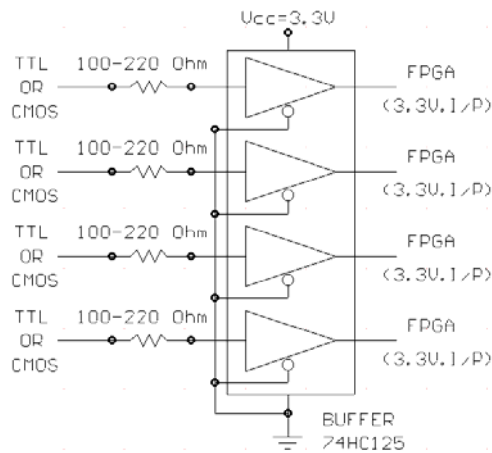 Vcc=3.3V
TTL
OR
CMOS
100-220 Ohm
FPGA
(3.3V.I/P)
TTL
OR
CMOS
100-220 Ohm
FPGA
(3.3V.I/P)
TTL
OR
CMOS
100-220 Ohm
FPGA
(3.3V.I/P)
TTL
OR
CMOS
100-220 Ohm
FPGA
(3.3V.I/P)
BUFFER
74HC125